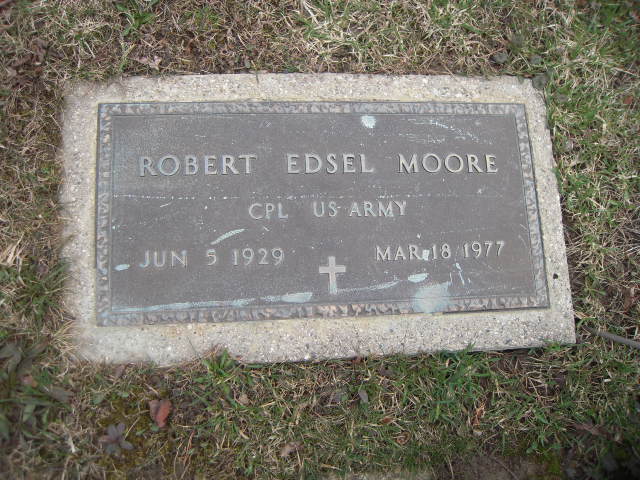 ROBERT EDSEL MOORE
CPL US ARMY
JUN 5 1929 MAR 18 1977